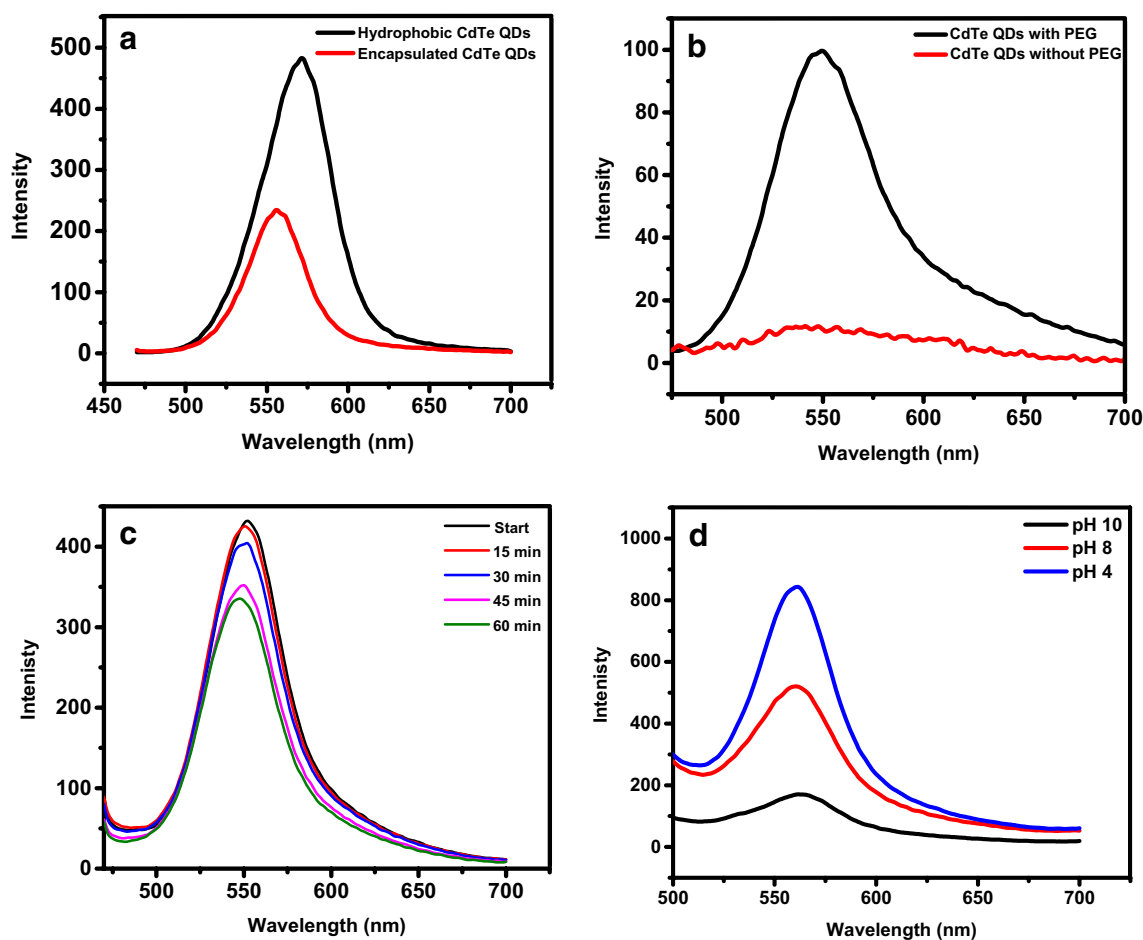 a
Hydrophobic CdTe QDs
Encapsulated CdTe QDs
500
400
300
200
100
0
Intensity
450 500 550 600 650 700
Wavelength (nm)
b
CdTe QDs with PEG
CdTe QDs without PEG
100
80
60
40
20
0
Intensity
500 550 600 650 700
Wavelength (nm)
c
Start
15 min
30 min
45 min
60 min
400
300
200
100
0
Intenisty
500 550 600 650 700
Wavelength (nm)
d
pH 10
pH 8
pH 4
1000
800
600
400
200
0
Intenisty
500 550 600 650 700
Wavelength (nm)